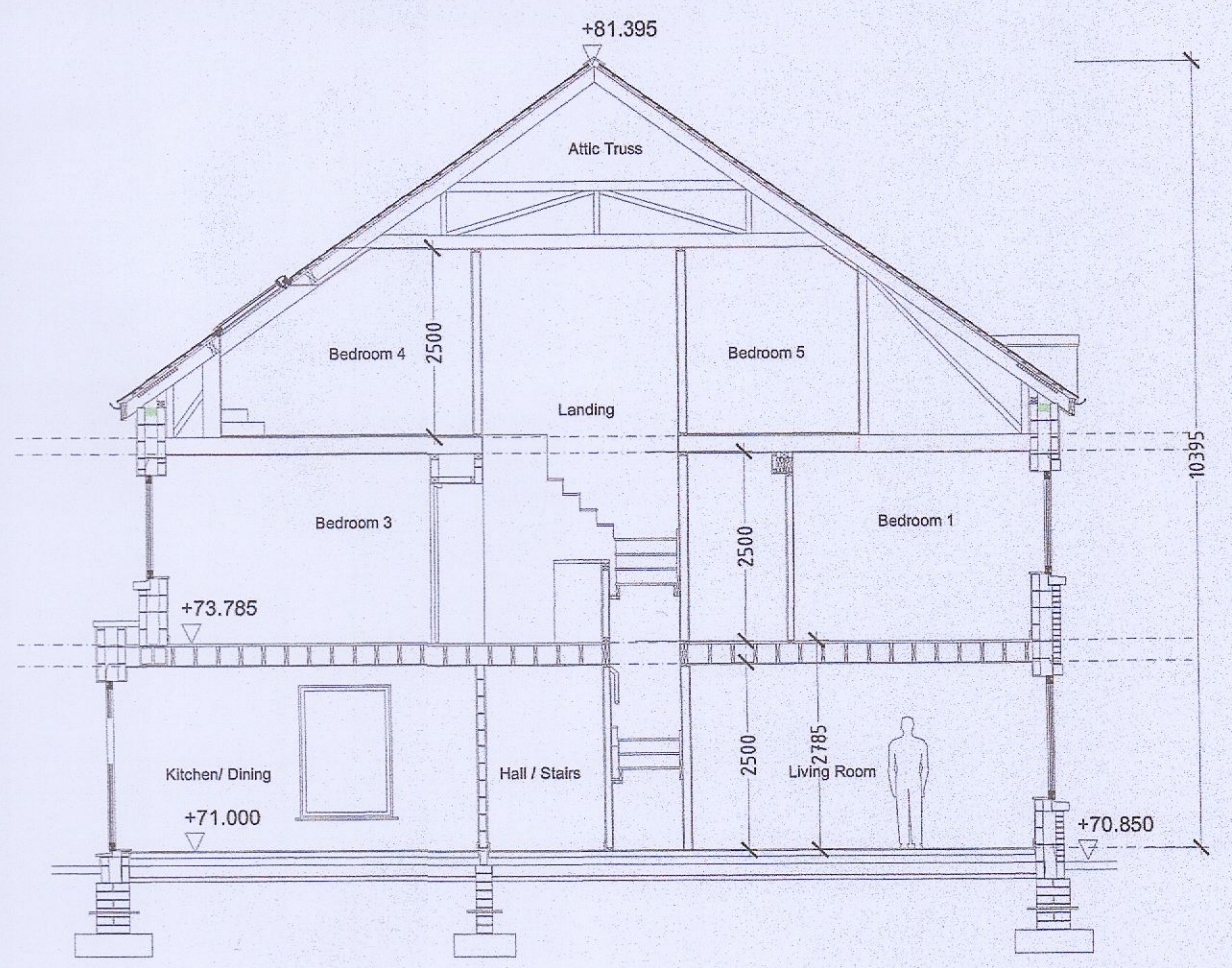 +81.395
Attic Truss
Bedroom 4
2500
Bedroom 5
Landing
10395
Bedroom 3
2500
Bedroom 1
+73.785
Kitchen/ Dining
Hall / Stairs
2500
2785
Living Room
+71.000
+70.850